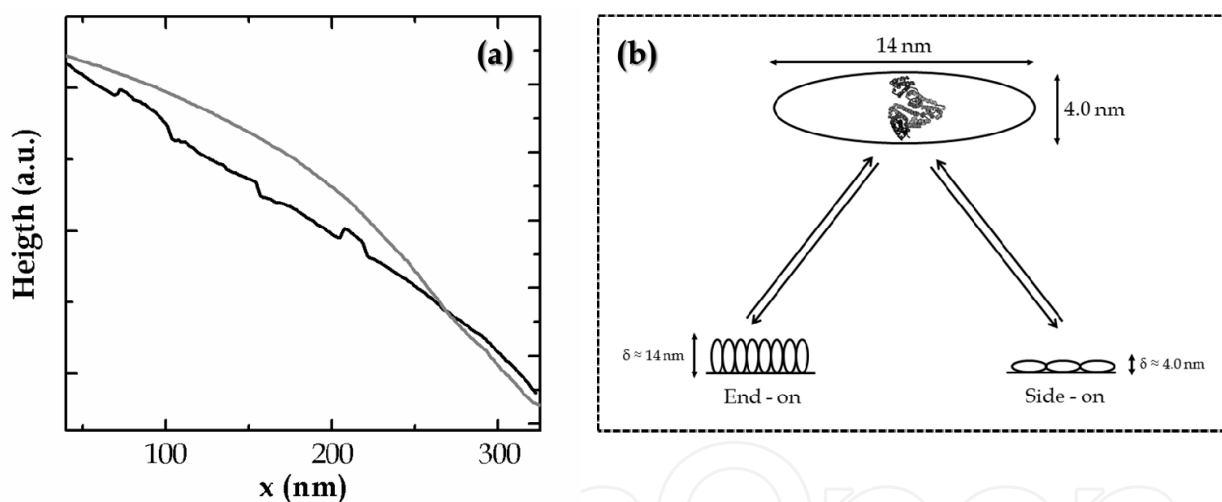 (a)
Heigth (a.u.)
100
200
300
x (nm)
(b)
14 nm
4.0 nm
δ ≈ 14 nm
End - on
δ ≈ 4.0 nm
Side - on